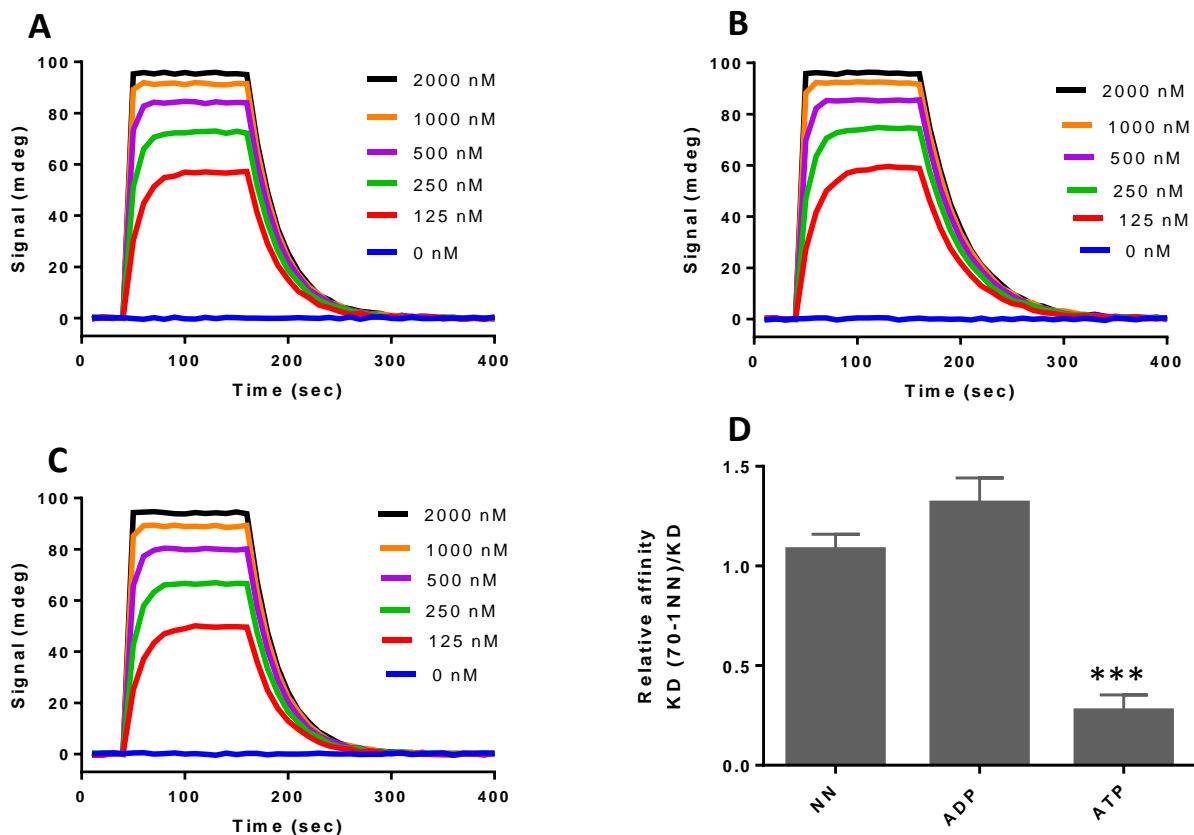 A
Signal (mdeg)
100
80
60
40
20
0
0 100 200 300 400
Time (sec)
2000 nM
1000 nM
500 nM
250 nM
125 nM
0 nM
B
Signal (mdeg)
100
80
60
40
20
0
0 100 200 300 400
Time (sec)
2000 nM
1000 nM
500 nM
250 nM
125 nM
0 nM
C
Signal (mdeg)
100
80
60
40
20
0
0 100 200 300 400
Time (sec)
2000 nM
1000 nM
500 nM
250 nM
125 nM
0 nM
D
Relative affinity
KD (70-1NN)/KD
1.5
1.0
0.5
0.0
***
NN ADP ATP